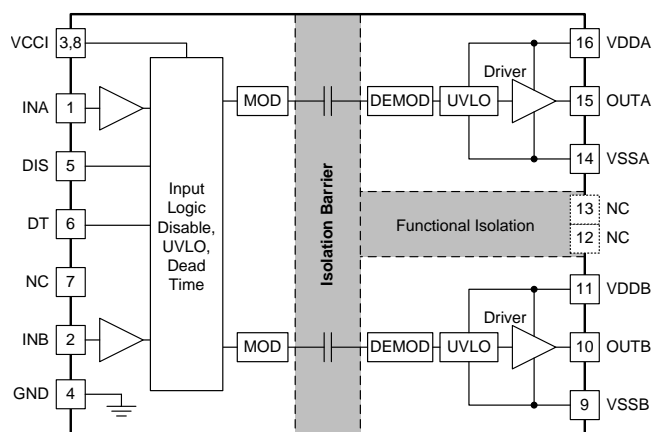 VCCI 3,8
INA 1
DIS 5
DT 6
NC 7
INB 2
GND 4
Input
Logic
Disable,
UVLO,
Dead
Time
MOD
MOD
Isolation Barrier
DEMOD
UVLO
Driver
16 VDDA
15 OUTA
14 VSSA
Functional Isolation
13 NC
12 NC
11 VDDB
DEMOD
UVLO
Driver
10 OUTB
9 VSSB